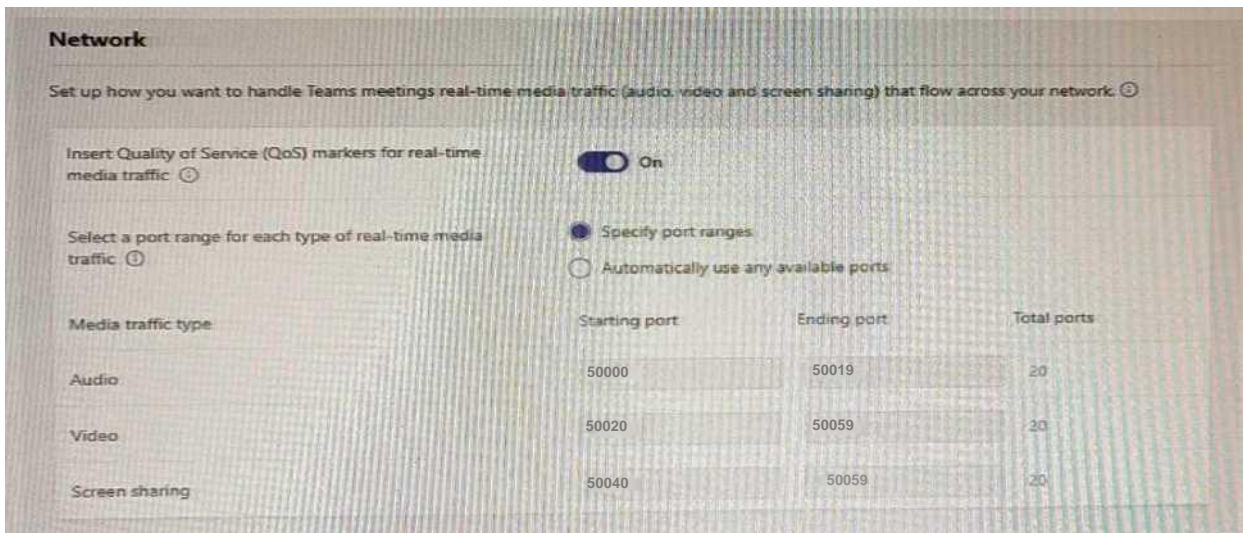 Network
Set up how you want to handle Teams meetings real-time media traffic (audio, video and screen sharing) that flow across your network.
Insert Quality of Service (QoS) markers for real-time
media traffic
On
Select a port range for each type of real-time media
traffic
Specify port ranges
Automatically use any available ports
Media traffic type Starting port Ending port Total ports
Audio 50000 50019 20
Video 50020 50059 20
Screen sharing 50040 50059 20